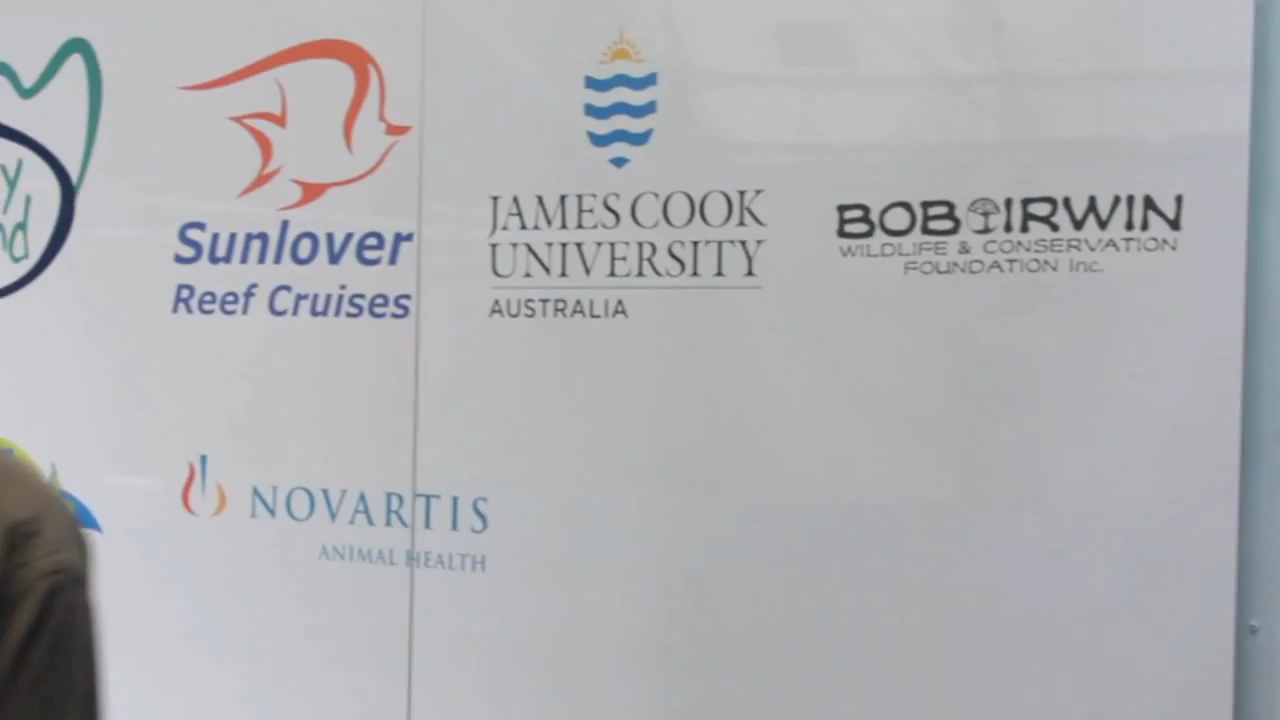 Sunlover
Reef Cruises
JAMES COOK
UNIVERSITY
AUSTRALIA
BOB IRWIN
WILDLIFE & CONSERVATION
FOUNDATION Inc.
NOVARTIS
ANIMAL HEALTH